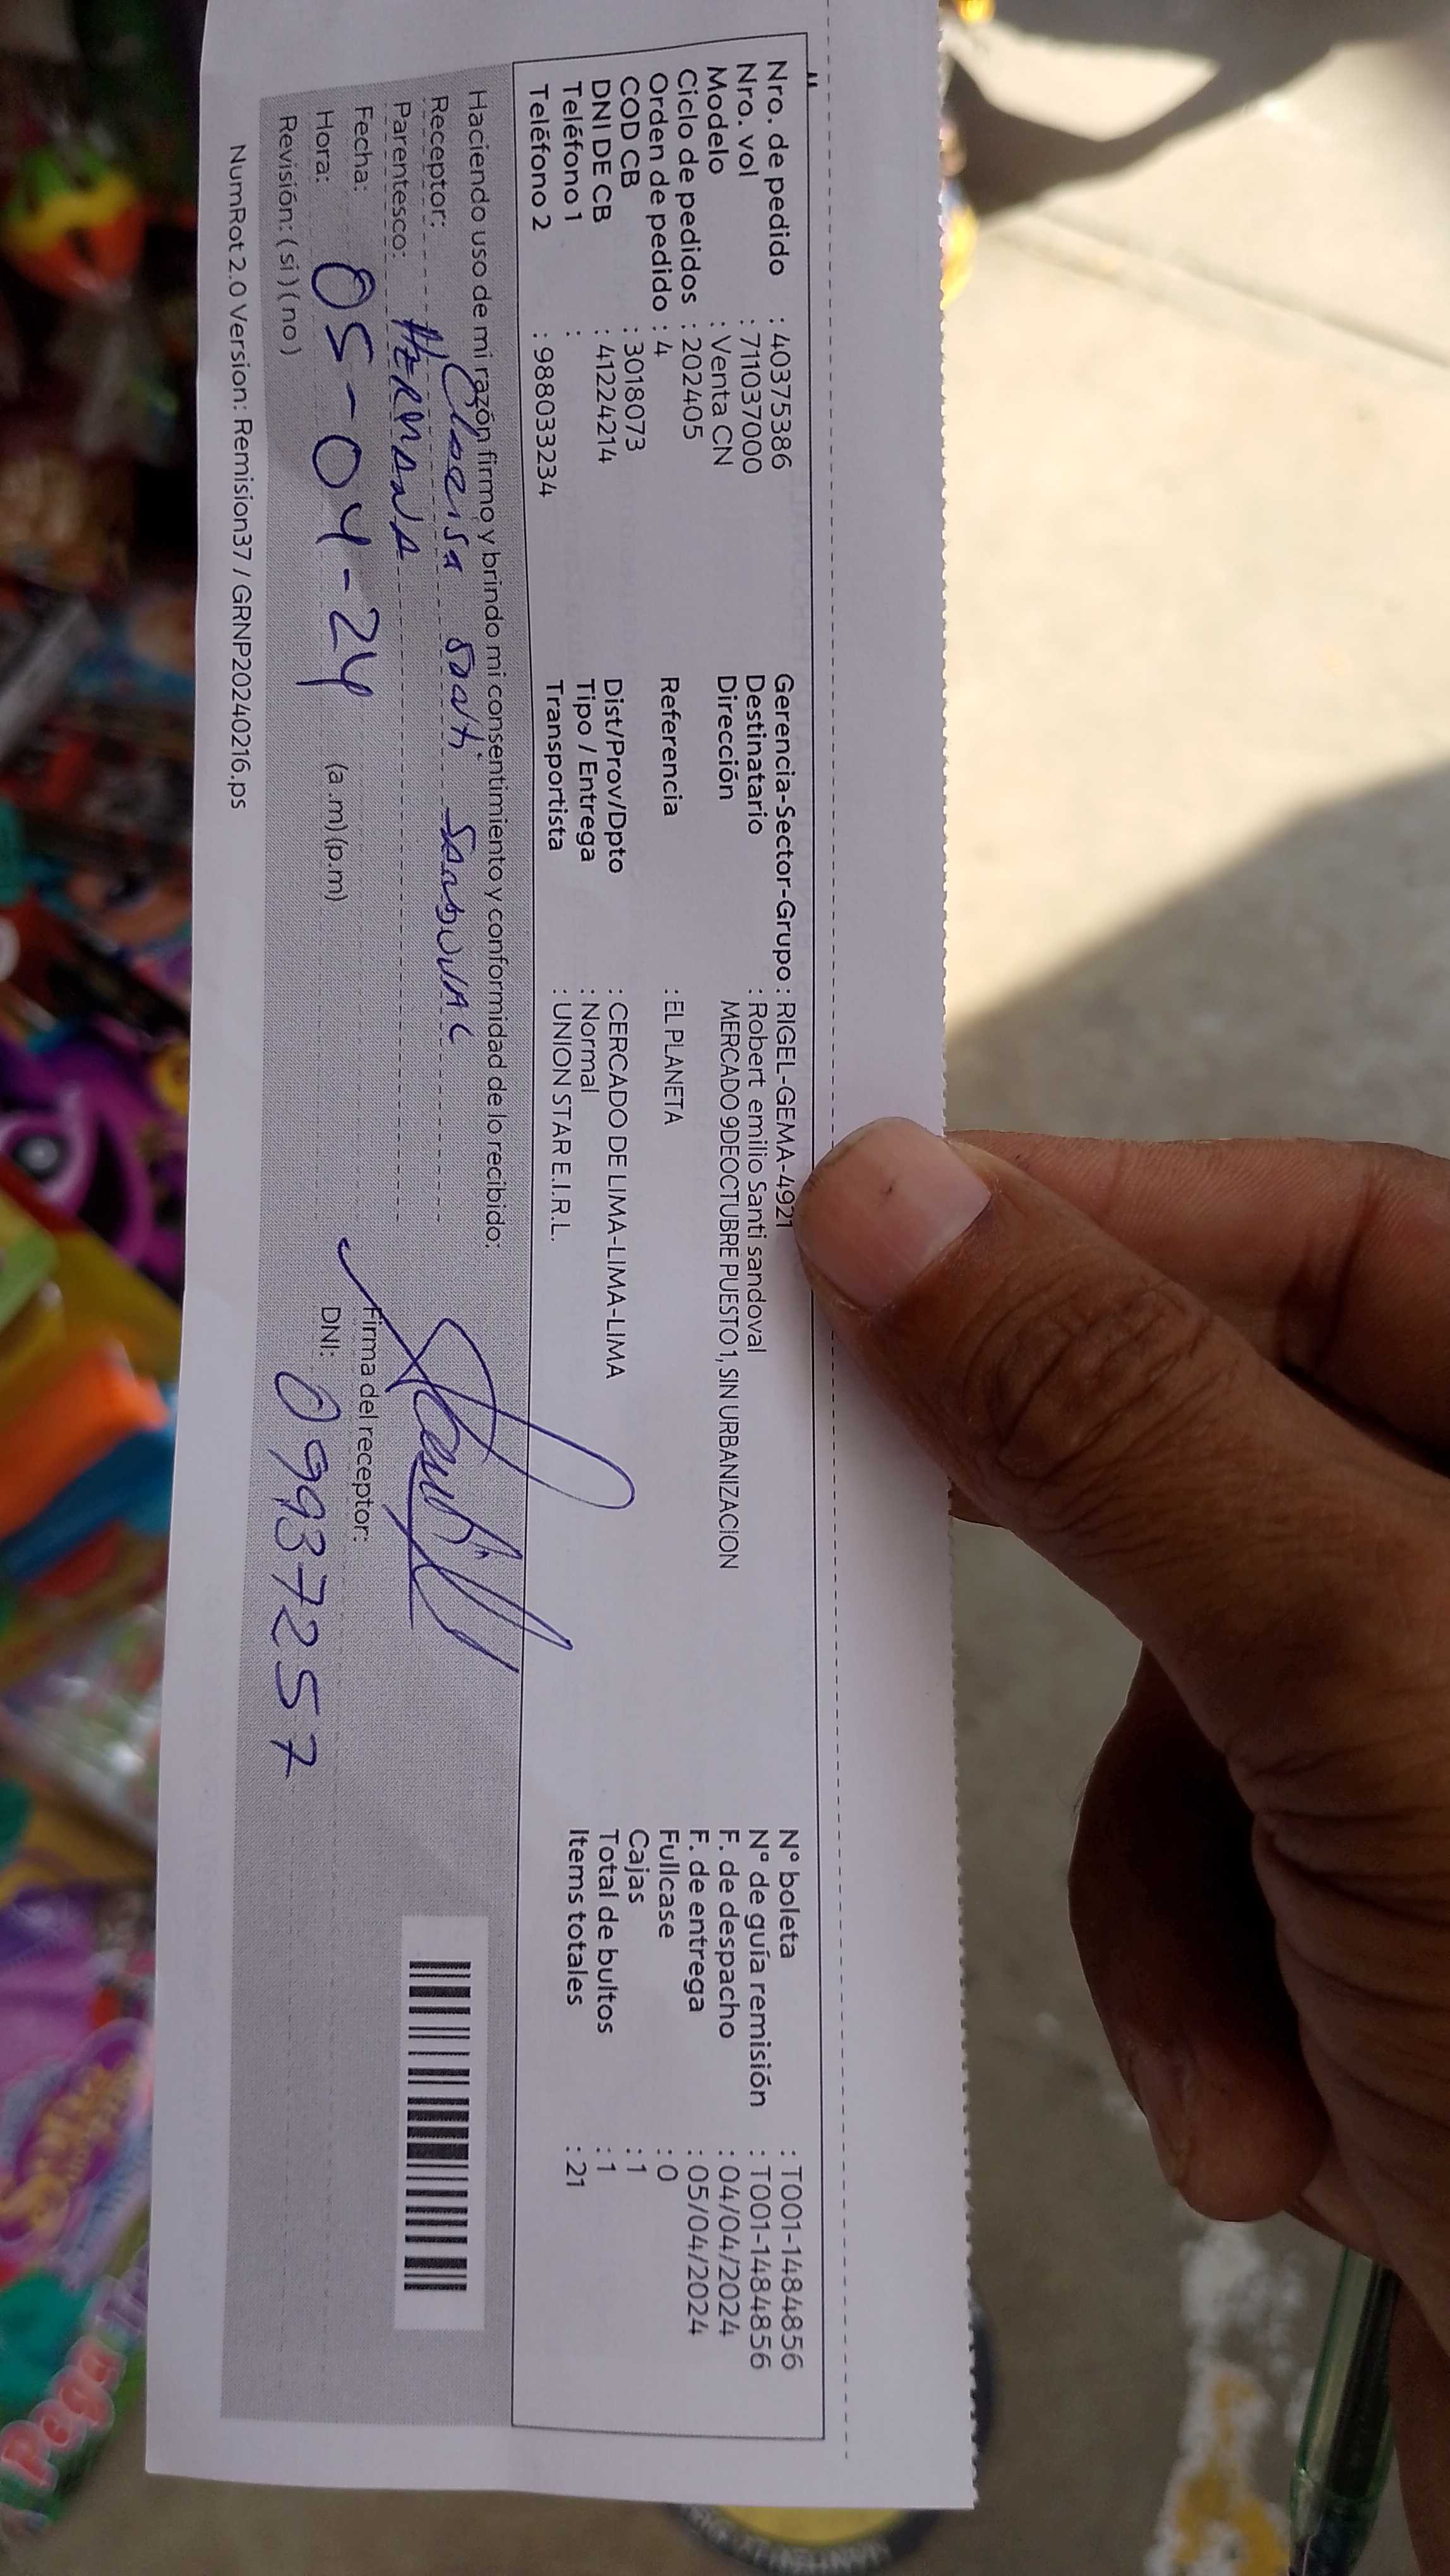 Nro. de pedido : 40375386
Nro. vol : 711037000
Modelo : Venta CN
Ciclo de pedidos : 202405
Orden de pedido : 4
COD CB : 3018073
DNI DE CB : 41224214
Teléfono 1 :
Teléfono 2 : 988033234
Gerencia-Sector-Grupo : RIGEL-GEMA-4921
Destinatario : Robert emilio Santi sandoval
Dirección MERCADO 9DEOCTUBRE PUESTO 1, SIN URBANIZACION
Referencia : EL PLANETA
Dist/Prov/Dpto : CERCADO DE LIMA-LIMA-LIMA
Tipo / Entrega : Normal
Transportista : UNION STAR E.I.R.L.
N° boleta : T001-1484856
N° de guía remisión : T001-1484856
F. de despacho : 04/04/2024
F. de entrega : 05/04/2024
Fullcase : 0
Cajas : 1
Total de bultos : 1
Items totales : 21
Haciendo uso de mi razón firmo y brindo mi consentimiento y conformidad de lo recibido:
Receptor: Santi Sandoval
Parentesco: HERMANA
Fecha: 05-04-24
Hora: (a.m) (p.m)
Revisión: ( si ) ( no )
Firma del receptor:
DNI: 09937257
NumRot 2.0 Version: Remision37 / GRNP20240216.ps
Pega